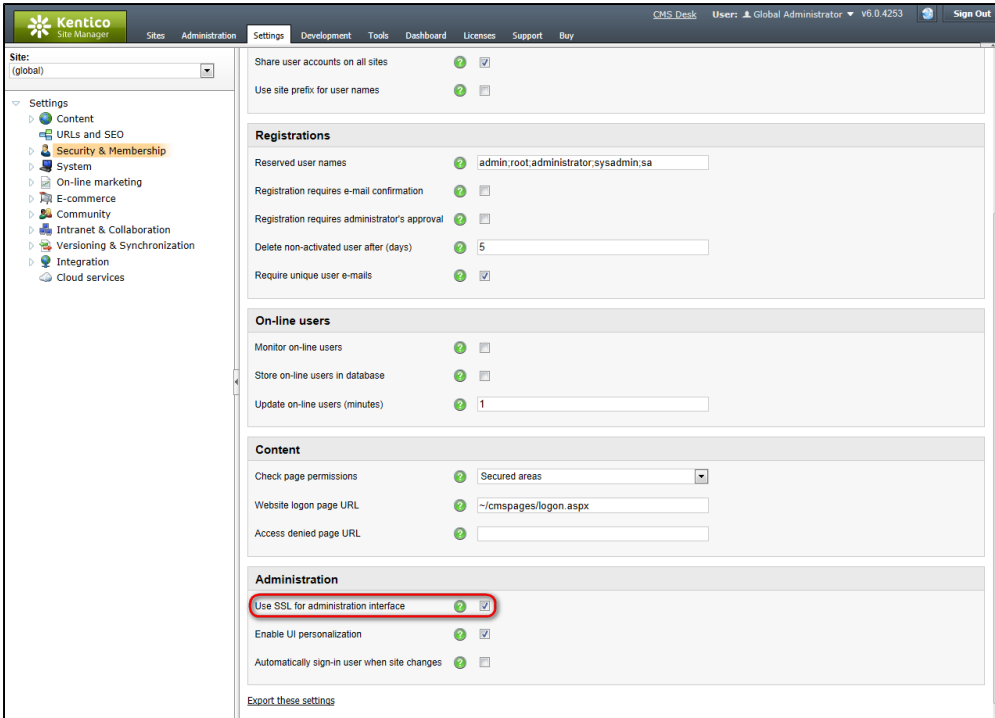 Kentico
Site Manager
CMS Desk User: Global Administrator v6.0.4253 Sign Out
Sites Administration Settings Development Tools Dashboard Licenses Support Buy
Site:
(global)
Settings
Content
URLs and SEO
Security & Membership
System
On-line marketing
E-commerce
Community
Intranet & Collaboration
Versioning & Synchronization
Integration
Cloud services
Share user accounts on all sites ?
Use site prefix for user names ?
Registrations
Reserved user names ? admin;root;administrator;sysadmin;sa
Registration requires e-mail confirmation ?
Registration requires administrator's approval ?
Delete non-activated user after (days) ? 5
Require unique user e-mails ?
On-line users
Monitor on-line users ?
Store on-line users in database ?
Update on-line users (minutes) ? 1
Content
Check page permissions ? Secured areas
Website logon page URL ? ~/cmspages/logon.aspx
Access denied page URL ?
Administration
Use SSL for administration interface ?
Enable UI personalization ?
Automatically sign-in user when site changes ?
Export these settings